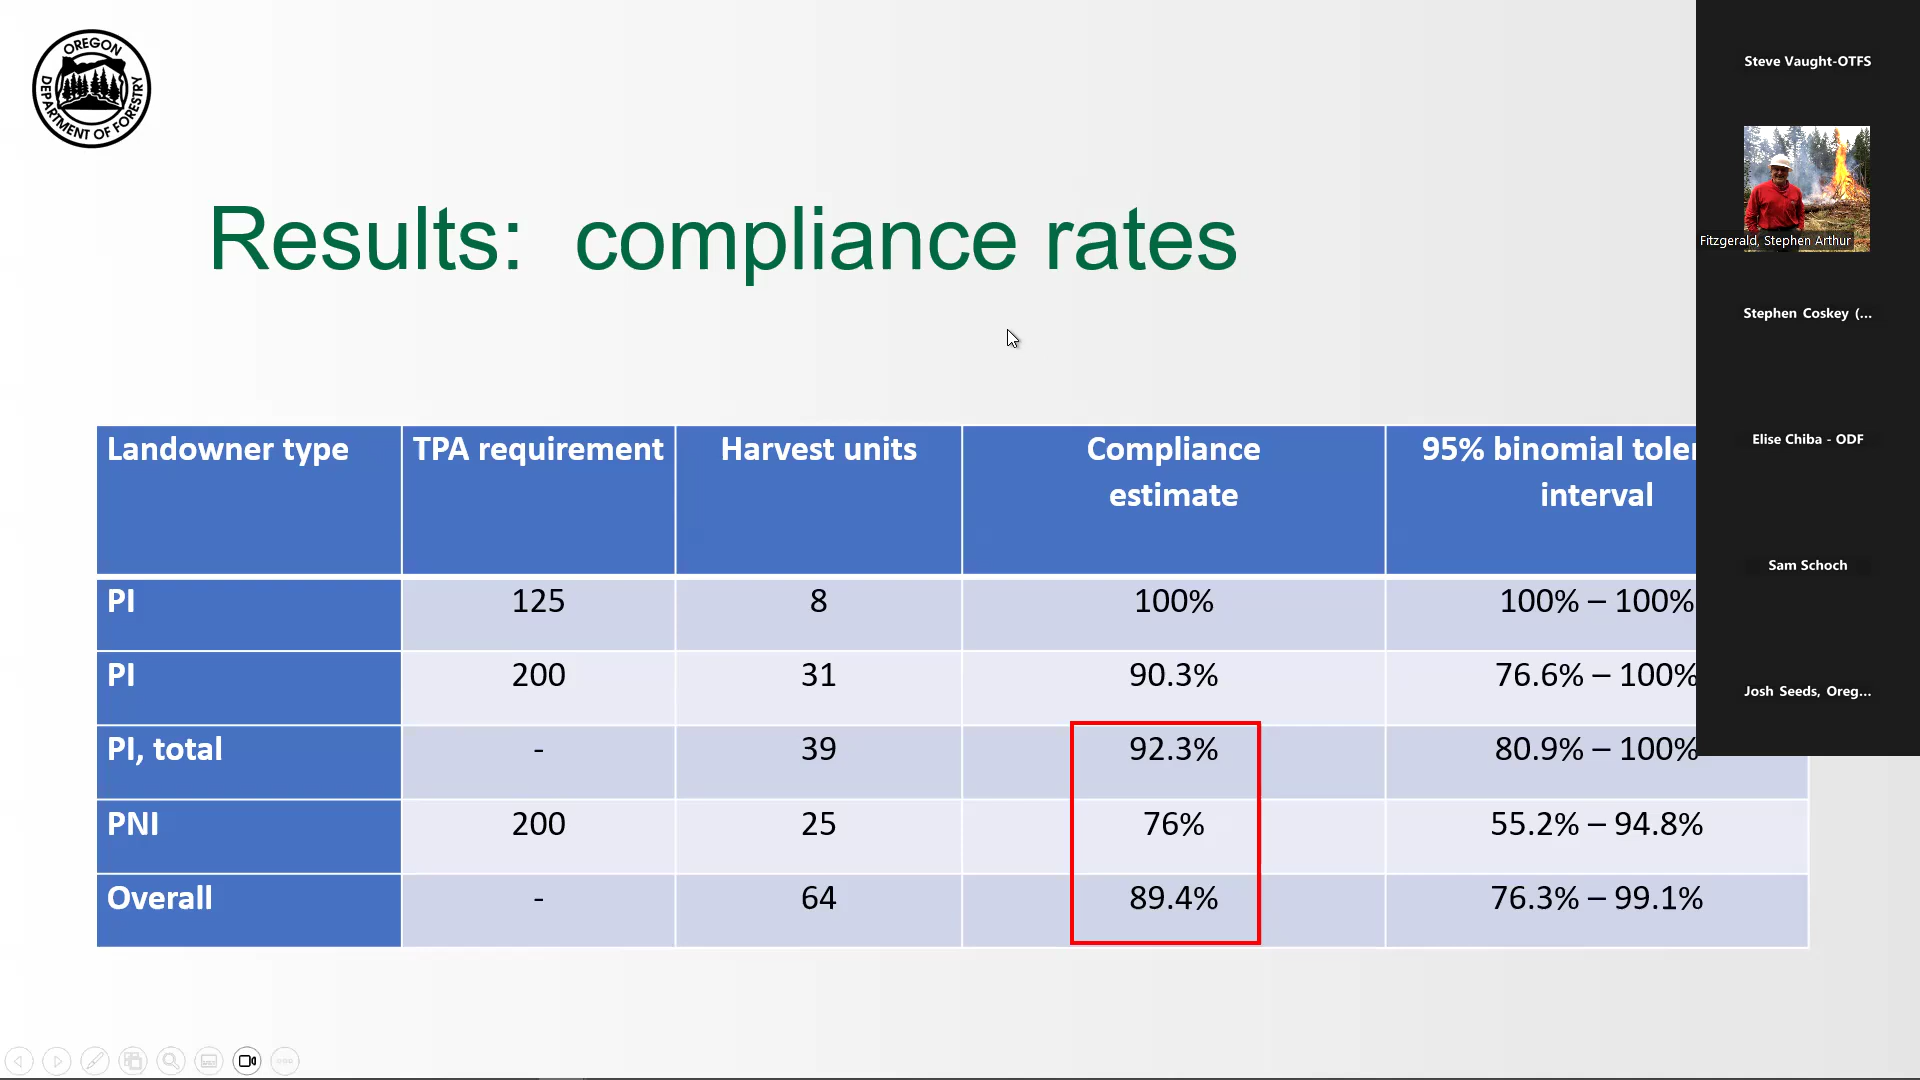 OREGON
DEPARTMENT OF FORESTRY
Results: compliance rates
Landowner type TPA requirement Harvest units Compliance estimate 95% binomial interval
PI 125 8 100% 100% – 100%
PI 200 31 90.3% 76.6% – 100%
PI, total - 39 92.3% 80.9% – 100%
PNI 200 25 76% 55.2% – 94.8%
Overall - 64 89.4% 76.3% – 99.1%
Steve Vaught-OTFS
Fitzgerald, Stephen Arthur
Stephen Coskey (...
Elise Chiba - ODF
Sam Schoch
Josh Seeds, Oreg...